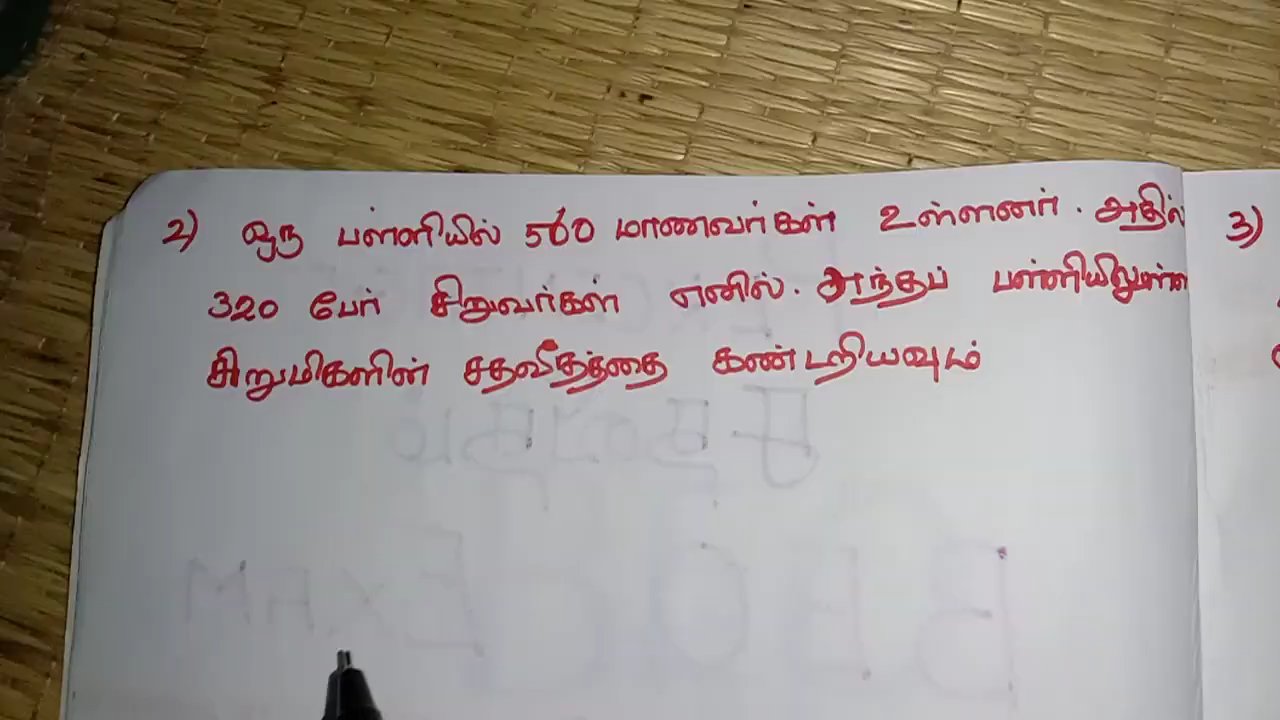 2) ஒரு பள்ளியில் 560 மாணவர்கள் உள்ளனர். அதில் 3)
320 பேர் சிறுவர்கள் எனில். அந்தப் பள்ளியிலுள்ள
சிறுமிகளின் சதவீதத்தை கண்டறியவும்